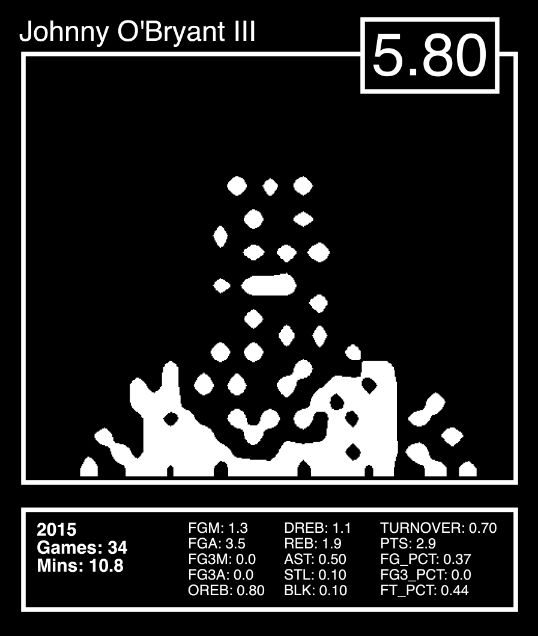 Johnny O'Bryant III
5.80
2015
Games: 34
Mins: 10.8
FGM: 1.3
FGA: 3.5
FG3M: 0.0
FG3A: 0.0
OREB: 0.80
DREB: 1.1
REB: 1.9
AST: 0.50
STL: 0.10
BLK: 0.10
TURNOVER: 0.70
PTS: 2.9
FG_PCT: 0.37
FG3_PCT: 0.0
FT_PCT: 0.44